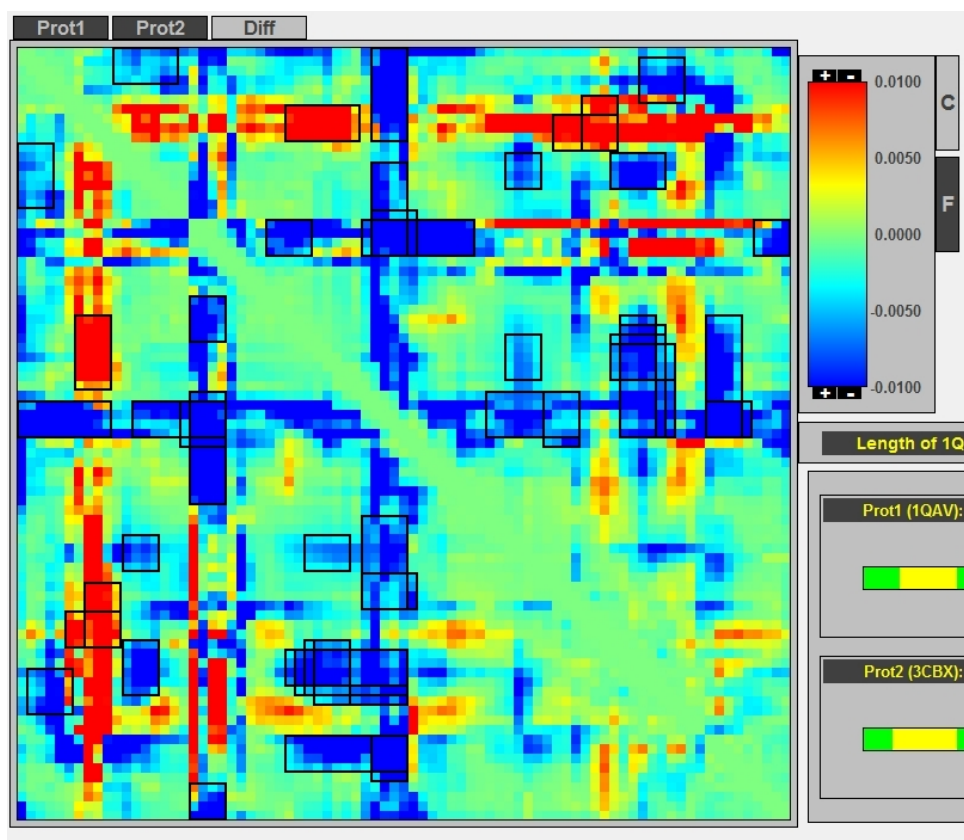 Prot1 Prot2 Diff
+ -
0.0100
C
0.0050
F
0.0000
-0.0050
-0.0100
+ -
Length of 1Q
Prot1 (1QAV):
Prot2 (3CBX):